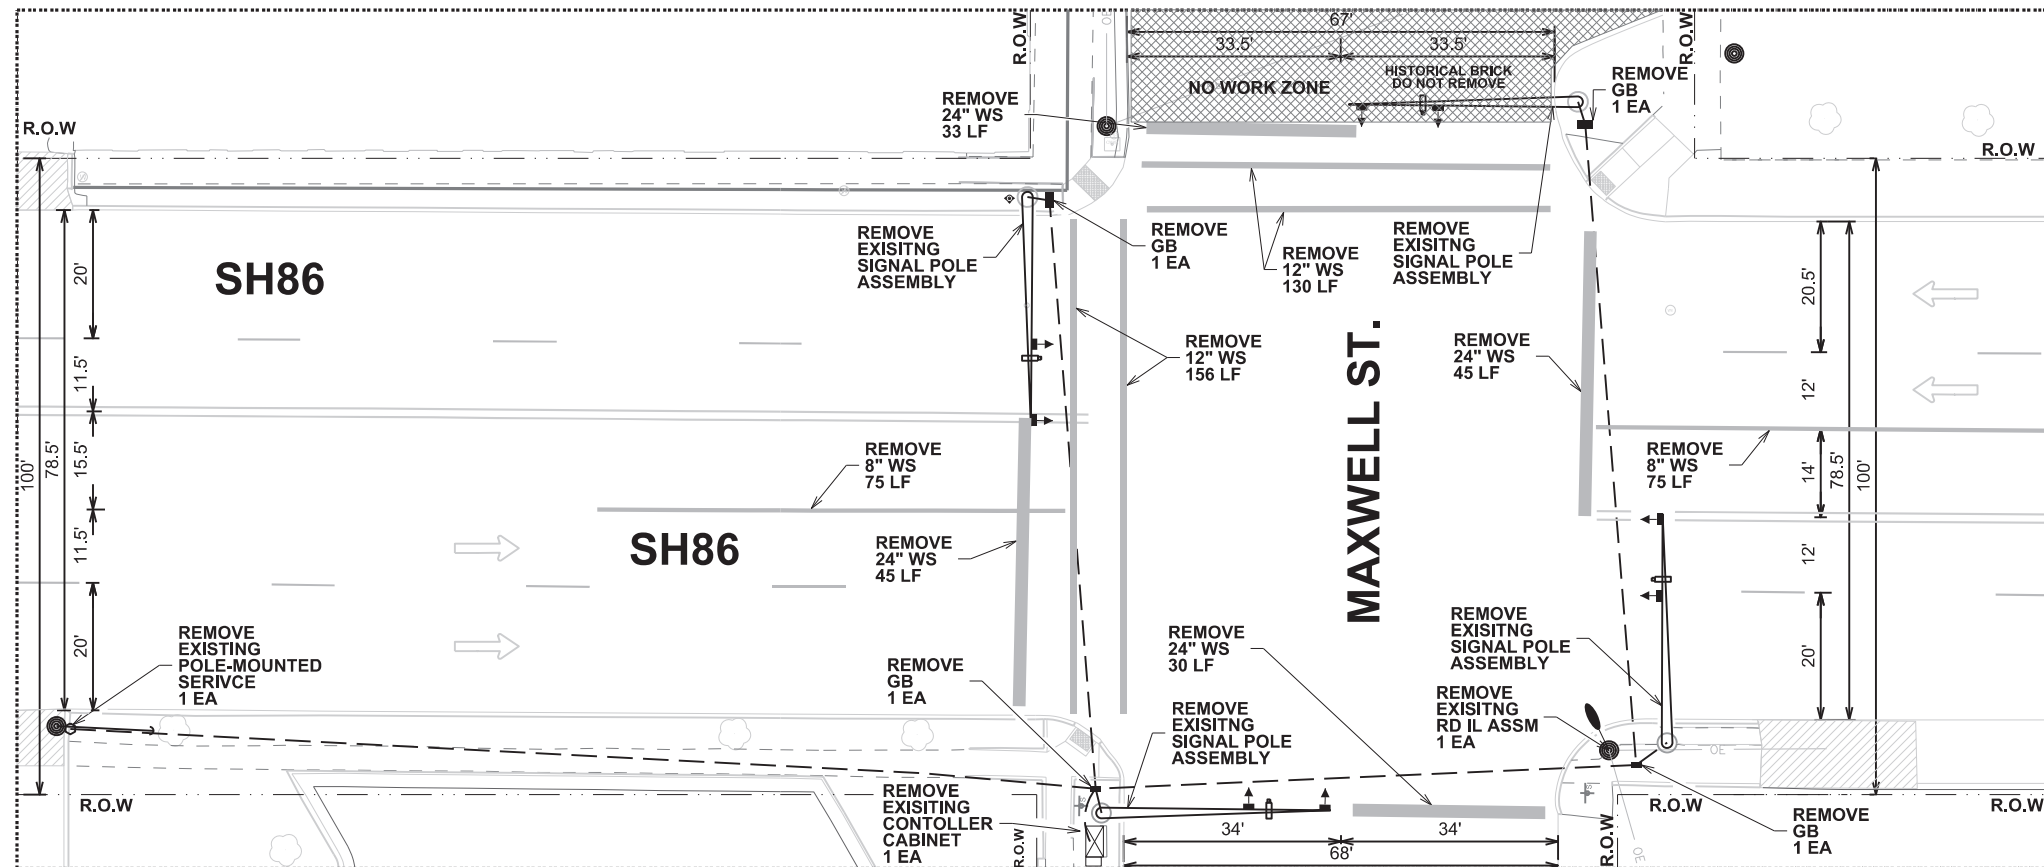 67'
33.5'
33.5'
NO WORK ZONE
HISTORICAL BRICK
DO NOT REMOVE
R.O.W
R.O.W
OE
REMOVE
GB
1 EA
REMOVE
24" WS
33 LF
R.O.W
R.O.W
REMOVE
EXISITNG
SIGNAL POLE
ASSEMBLY
REMOVE
GB
1 EA
REMOVE
12" WS
130 LF
REMOVE
EXISITNG
SIGNAL POLE
ASSEMBLY
SH86
20'
11.5'
15.5'
11.5'
20'
78.5'
100'
REMOVE
12" WS
156 LF
MAXWELL ST.
REMOVE
24" WS
45 LF
20.5'
12'
14'
12'
20'
78.5'
100'
REMOVE
8" WS
75 LF
REMOVE
8" WS
75 LF
SH86
REMOVE
24" WS
45 LF
REMOVE
EXISTING
POLE-MOUNTED
SERIVCE
1 EA
REMOVE
GB
1 EA
REMOVE
24" WS
30 LF
REMOVE
EXISITNG
SIGNAL POLE
ASSEMBLY
REMOVE
EXISITNG
SIGNAL POLE
ASSEMBLY
REMOVE
EXISITNG
RD IL ASSM
1 EA
OE
R.O.W
REMOVE
EXISITING
CONTOLLER
CABINET
1 EA
R.O.W
34'
34'
68'
R.O.W
OE
R.O.W
REMOVE
GB
1 EA
R.O.W